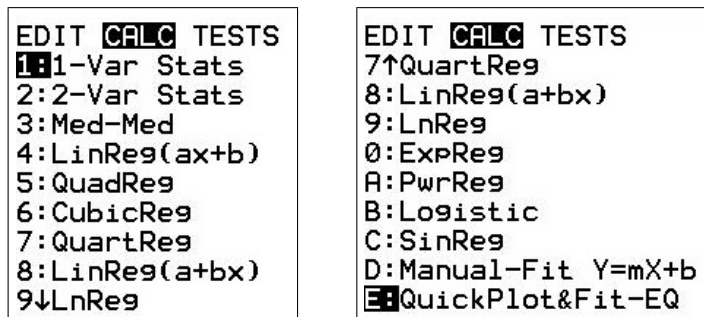 EDIT CALC TESTS
1:1-Var Stats
2:2-Var Stats
3:Med-Med
4:LinReg(ax+b)
5:QuadReg
6:CubicReg
7:QuartReg
8:LinReg(a+bx)
9↓LnReg
EDIT CALC TESTS
7↑QuartReg
8:LinReg(a+bx)
9:LnReg
0:ExpReg
A:PwrReg
B:Logistic
C:SinReg
D:Manual-Fit Y=mX+b
E:QuickPlot&Fit-EQ